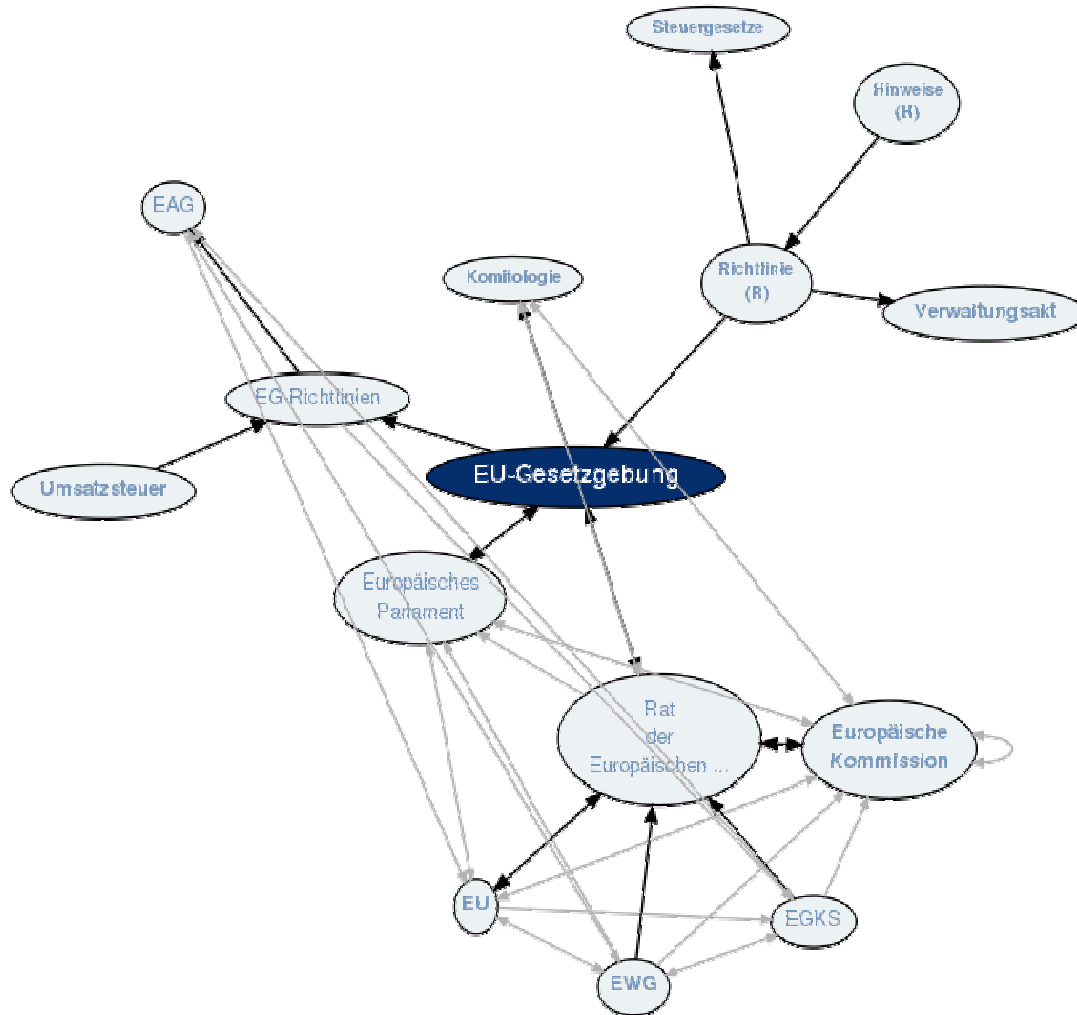 Steuergesetze
Hinweise
(H)
EAG
Komitologie
Richtlinie
(R)
Verwaltungsakt
EG-Richtlinien
EU-Gesetzgebung
Umsatzsteuer
Europäisches
Parlament
Rat
der
Europäischen ...
Europäische
Kommission
EU
EGKS
EWG